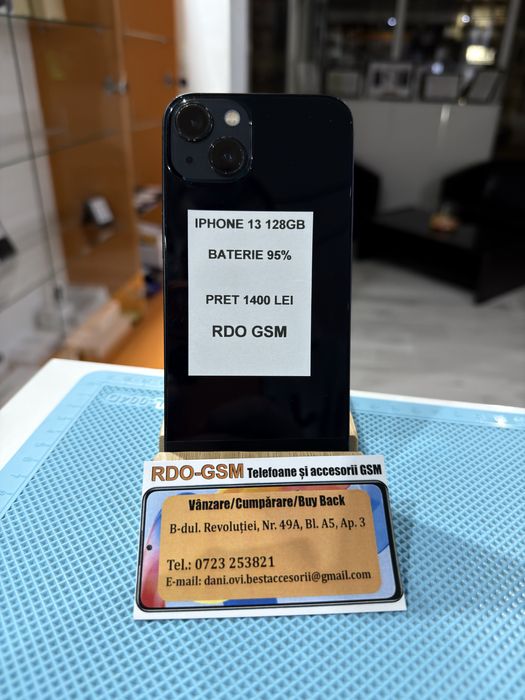 IPHONE 13 128GB
BATERIE 95%
PRET 1400 LEI
RDO GSM
RDO-GSM Telefoane și accesorii GSM
Vânzare/Cumpărare/Buy Back
B-dul. Revoluției, Nr. 49A, Bl. A5, Ap. 3
Tel.: 0723 253821
E-mail: dani.ovi.bestaccesorii@gmail.com